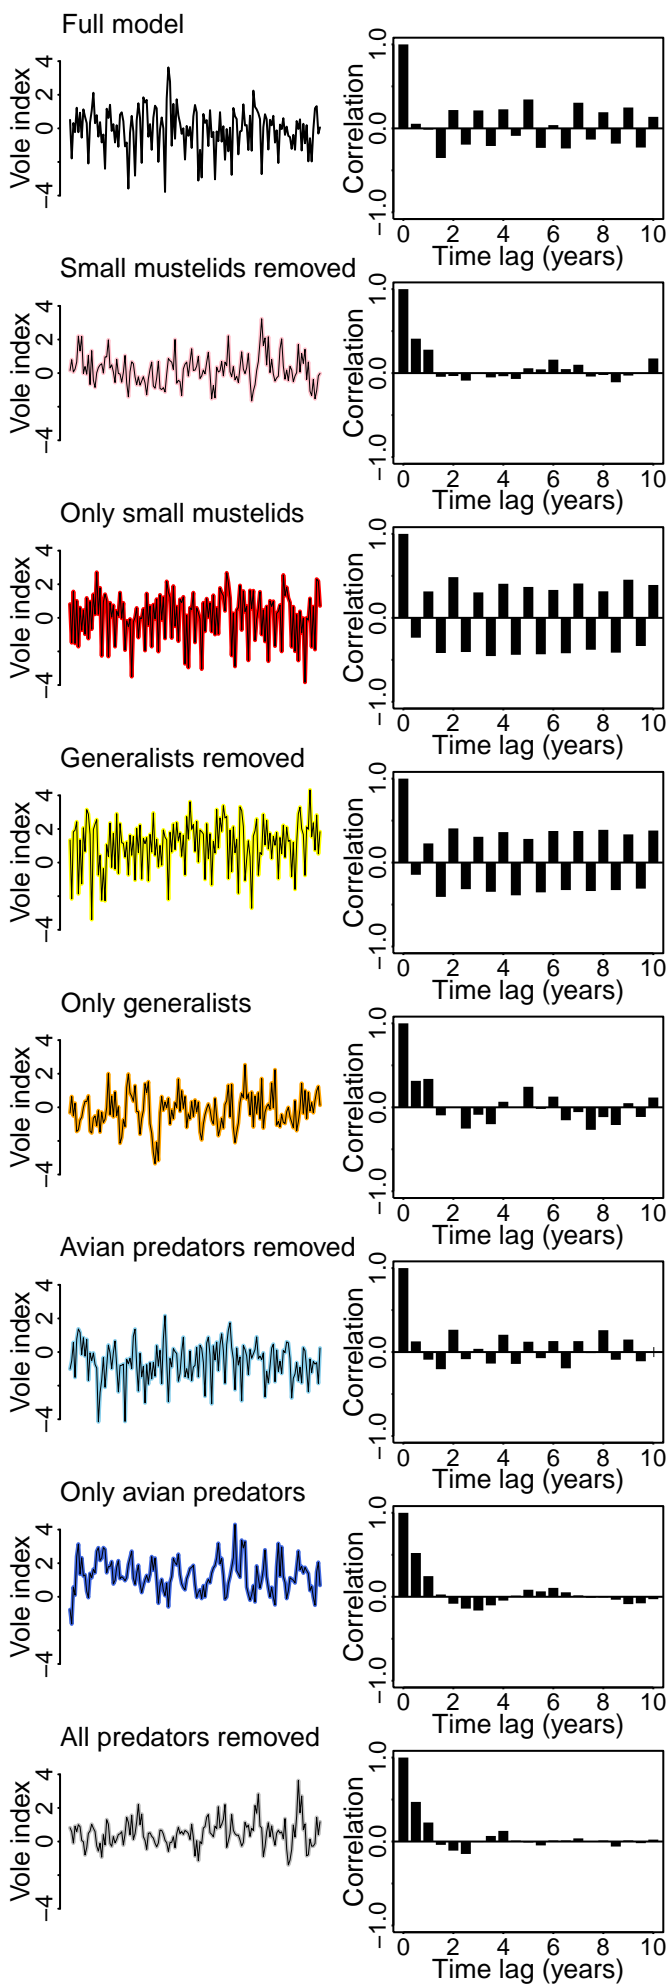 Full model
Vole index
−4 0 2 4
Correlation
−1.0 0.0 1.0
0 2 4 6 8 10
Time lag (years)
Small mustelids removed
Vole index
−4 0 2 4
Correlation
−1.0 0.0 1.0
0 2 4 6 8 10
Time lag (years)
Only small mustelids
Vole index
−4 0 2 4
Correlation
−1.0 0.0 1.0
0 2 4 6 8 10
Time lag (years)
Generalists removed
Vole index
−4 0 2 4
Correlation
−1.0 0.0 1.0
0 2 4 6 8 10
Time lag (years)
Only generalists
Vole index
−4 0 2 4
Correlation
−1.0 0.0 1.0
0 2 4 6 8 10
Time lag (years)
Avian predators removed
Vole index
−4 0 2 4
Correlation
−1.0 0.0 1.0
0 2 4 6 8 10
Time lag (years)
Only avian predators
Vole index
−4 0 2 4
Correlation
−1.0 0.0 1.0
0 2 4 6 8 10
Time lag (years)
All predators removed
Vole index
−4 0 2 4
Correlation
−1.0 0.0 1.0
0 2 4 6 8 10
Time lag (years)